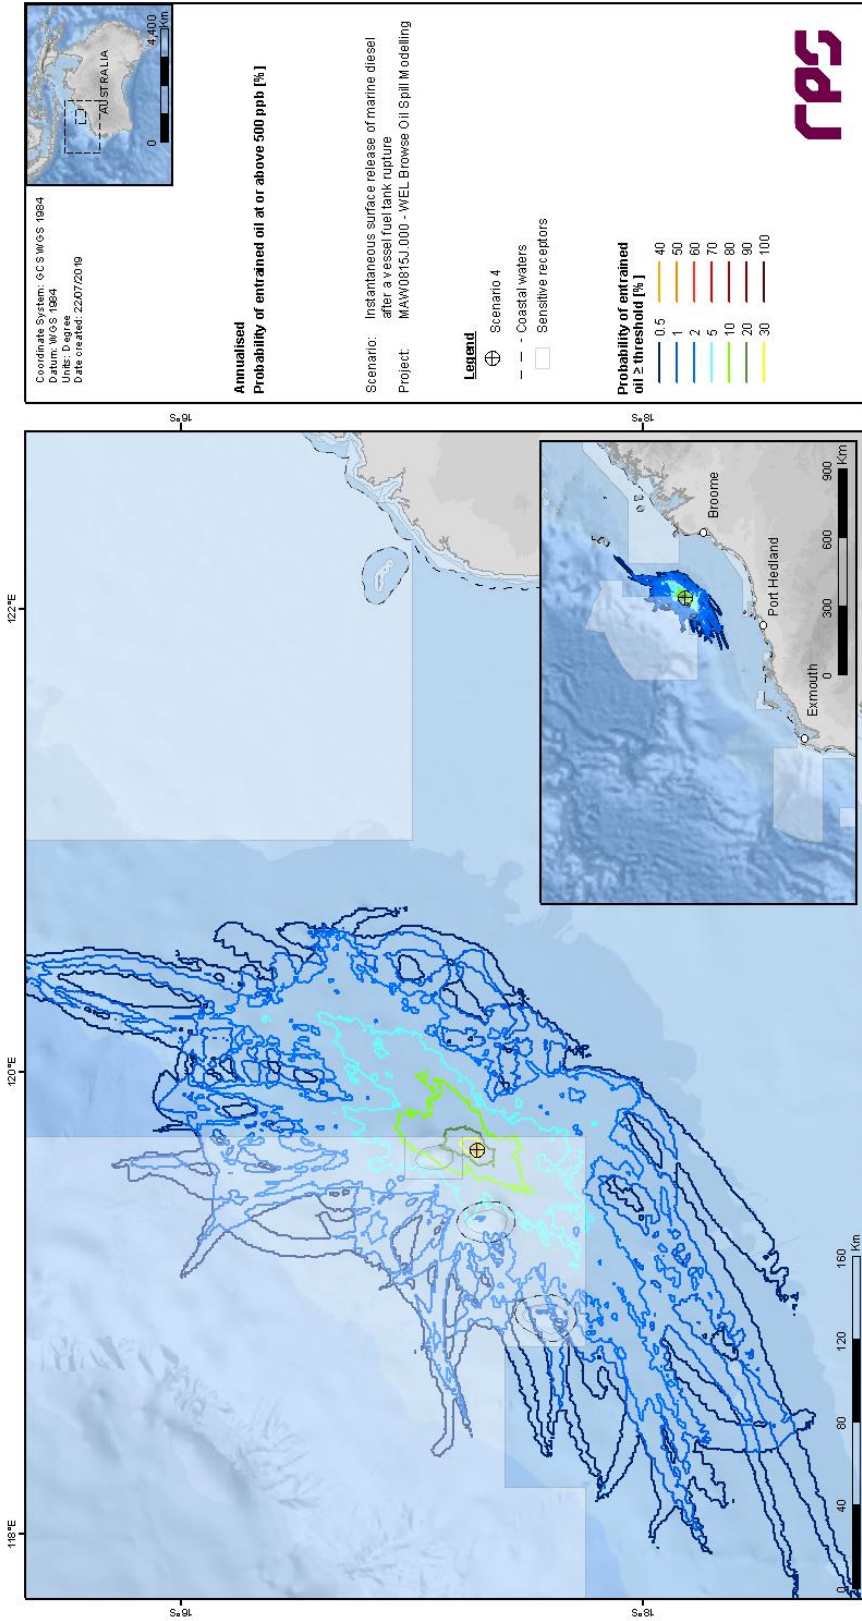 118°E
120°E
122°E
16°S
18°S
16°S
18°S
0 40 80 120 160
Km
Exmouth
Port Hedland
Broome
0 300 600 900
Km
Coordinate System: GCS WGS 1984
Datum: WGS 1984
Units: Degree
Date created: 22/07/2019
AUSTRALIA
0 4,400
Km
Annualised
Probability of entrained oil at or above 500 ppb [%]
Scenario: Instantaneous surface release of marine diesel
after a vessel fuel tank rupture
Project: MAW0815J.000 - WEL Browse Oil Spill Modelling
Legend
Scenario 4
Coastal waters
Sensitive receptors
Probability of entrained
oil ≥ threshold [%]
0.5 40
1 50
2 60
5 70
10 80
20 90
30 100
rps